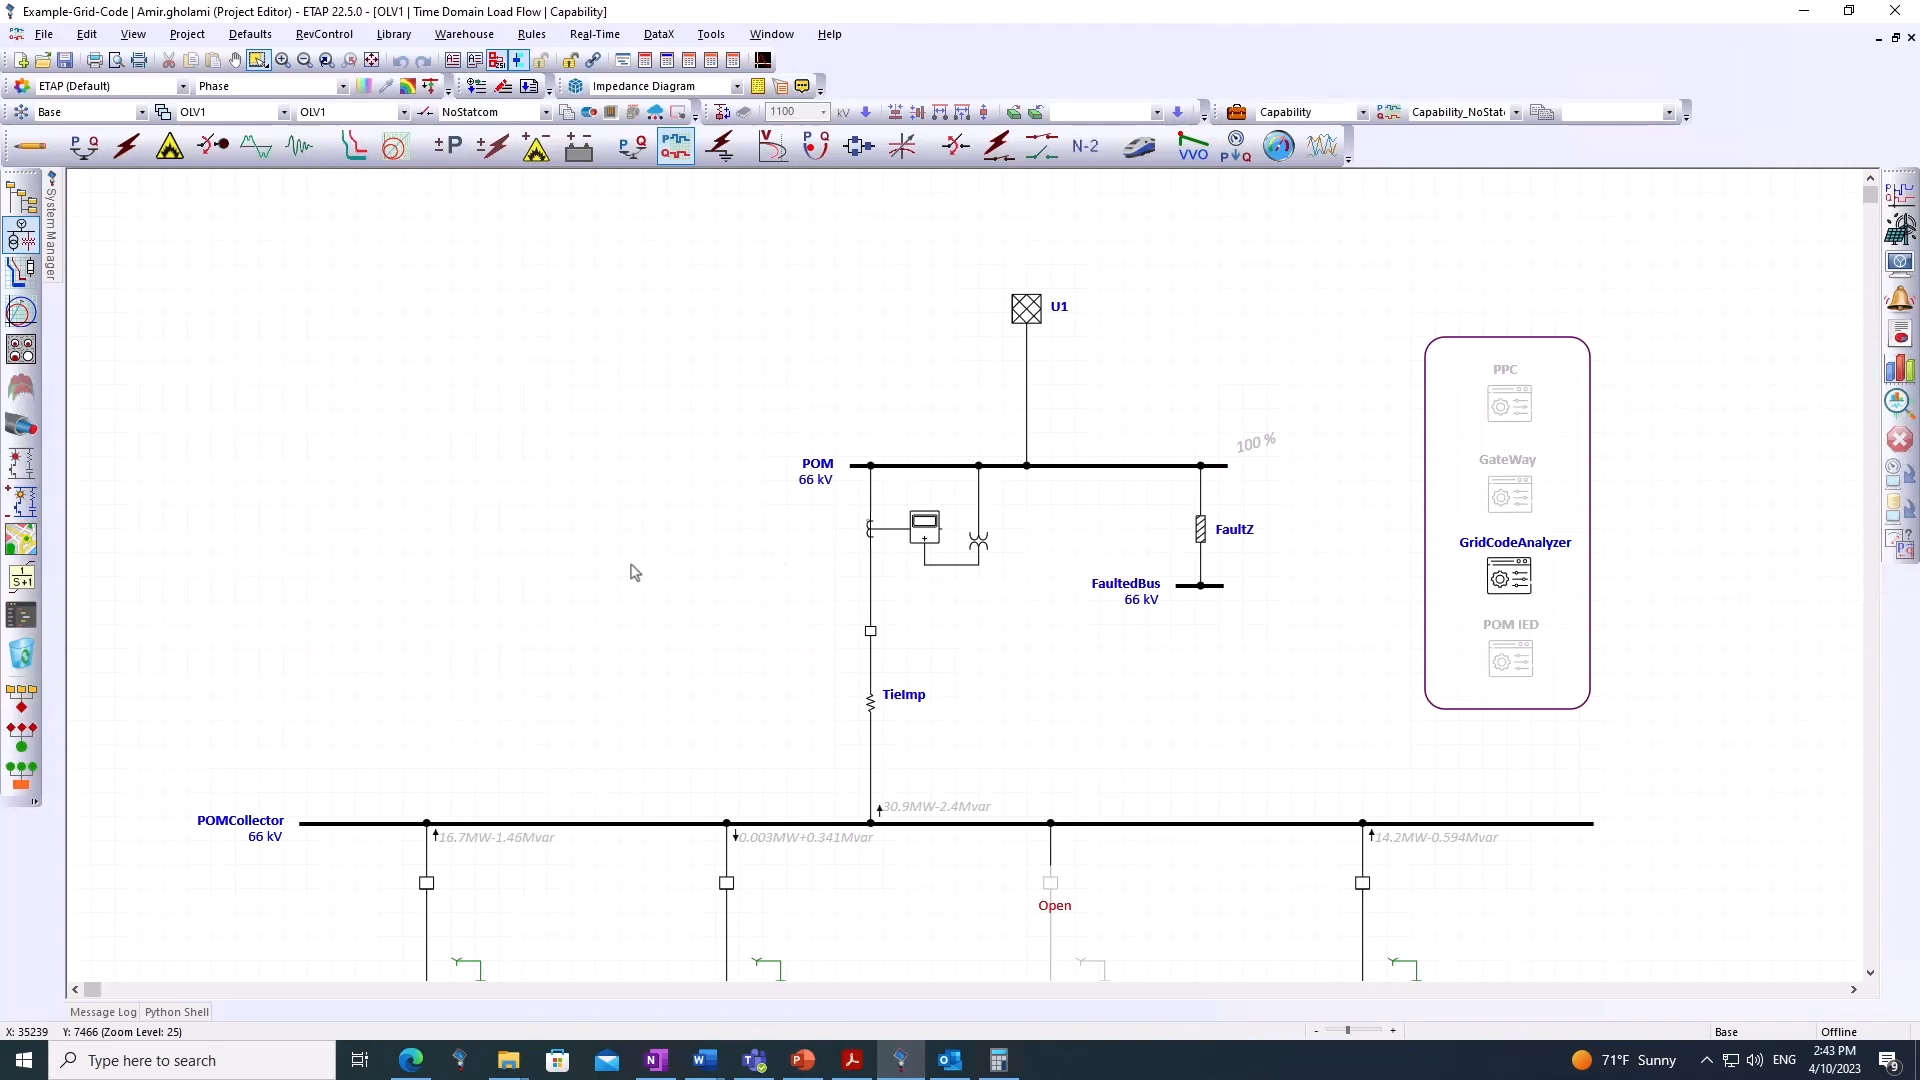 Example-Grid-Code | Amir.gholami (Project Editor) - ETAP 22.5.0 - [OLV1 | Time Domain Load Flow | Capability]
File Edit View Project Defaults RevControl Library Warehouse Rules Real-Time DataX Tools Window Help
ETAP (Default) Phase Impedance Diagram
Base OLV1 OLV1 NoStatcom 1100 kV Capability Capability_NoStat
P Q ±P P Q V P Q N-2 VVO P Q
System Manager
1
S+1
U1
PPC
100 %
POM
66 kV
GateWay
FaultZ
GridCodeAnalyzer
FaultedBus
66 kV
POM IED
TieImp
30.9MW-2.4Mvar
POMCollector
66 kV
16.7MW-1.46Mvar
0.003MW+0.341Mvar
14.2MW-0.594Mvar
Open
Message Log Python Shell
X: 35239 Y: 7466 (Zoom Level: 25) - + Base Offline
Type here to search
71°F Sunny
ENG
2:43 PM
4/10/2023
9